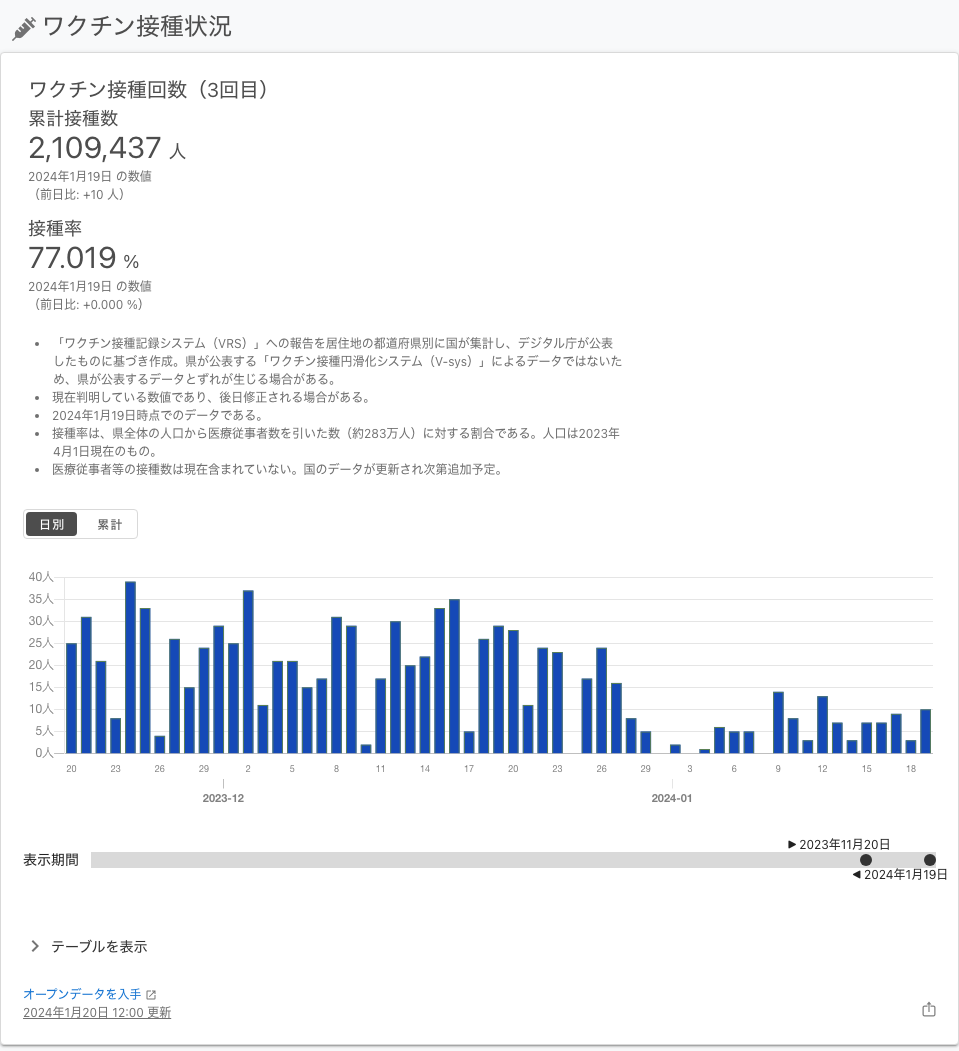 ワクチン接種状況
ワクチン接種回数（3回目）
累計接種数
2,109,437 人
2024年1月19日 の数値
（前日比: +10 人）
接種率
77.019 %
2024年1月19日 の数値
（前日比: +0.000 %）
• 「ワクチン接種記録システム（VRS）」への報告を居住地の都道府県別に国が集計し、デジタル庁が公表
したものに基づき作成。県が公表する「ワクチン接種円滑化システム（V-sys）」によるデータではないた
め、県が公表するデータとずれが生じる場合がある。
• 現在判明している数値であり、後日修正される場合がある。
• 2024年1月19日時点でのデータである。
• 接種率は、県全体の人口から医療従事者数を引いた数（約283万人）に対する割合である。人口は2023年
4月1日現在のもの。
• 医療従事者等の接種数は現在含まれていない。国のデータが更新され次第追加予定。
日別 累計
40人
35人
30人
25人
20人
15人
10人
5人
0人
20 23 26 29 2 5 8 11 14 17 20 23 26 29 3 6 9 12 15 18
2023-12 2024-01
▶ 2023年11月20日
表示期間
◀ 2024年1月19日
テーブルを表示
オープンデータを入手
2024年1月20日 12:00 更新